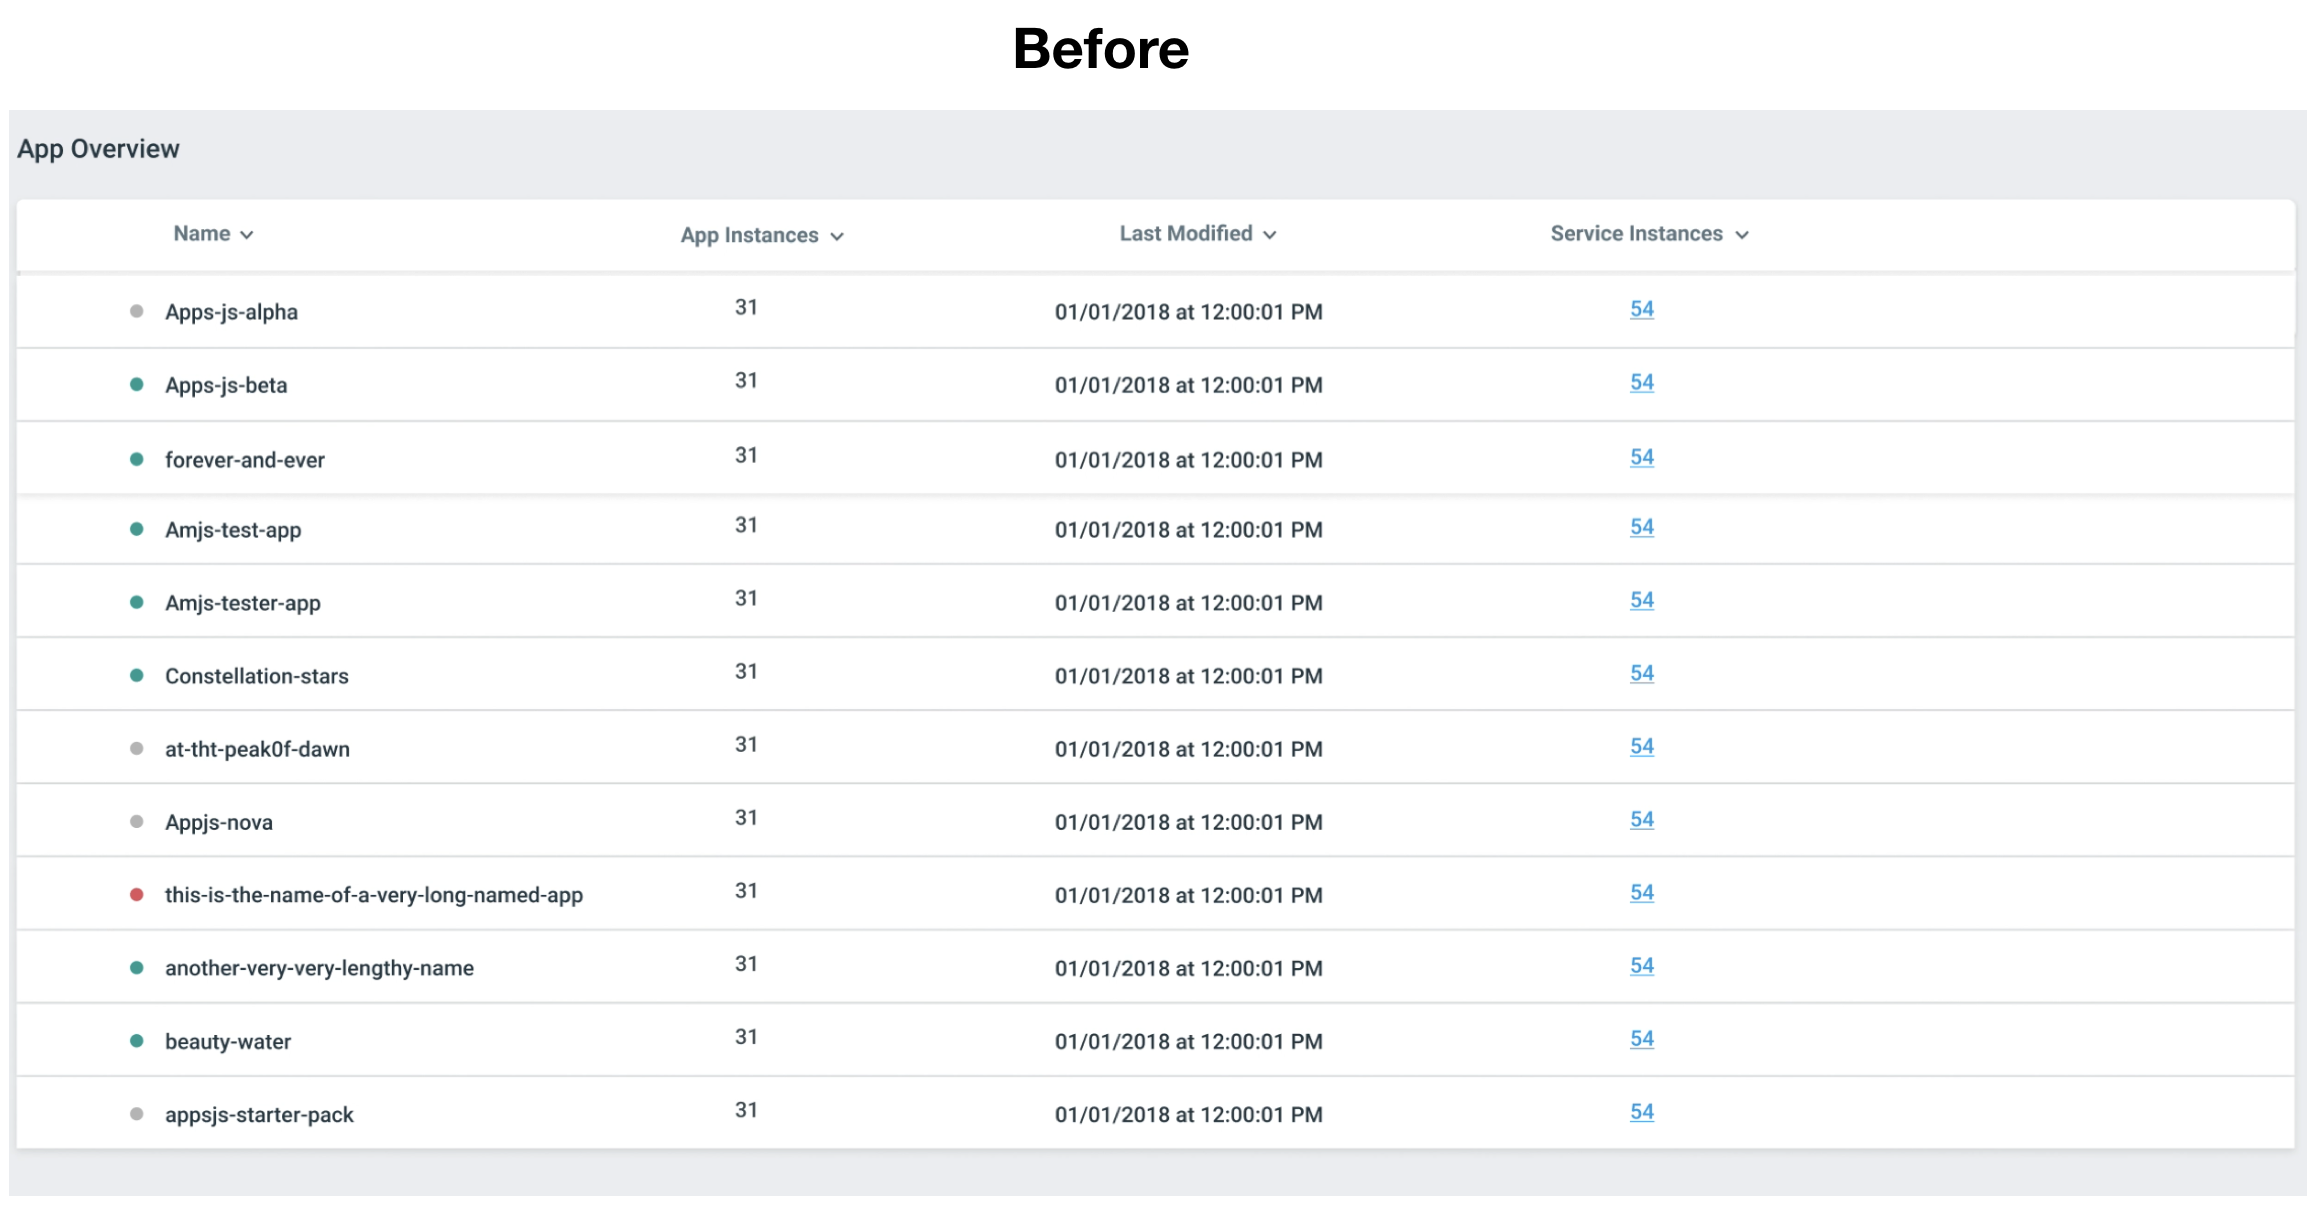 Before
App Overview
Name App Instances Last Modified Service Instances
Apps-js-alpha 31 01/01/2018 at 12:00:01 PM 54
Apps-js-beta 31 01/01/2018 at 12:00:01 PM 54
forever-and-ever 31 01/01/2018 at 12:00:01 PM 54
Amjs-test-app 31 01/01/2018 at 12:00:01 PM 54
Amjs-tester-app 31 01/01/2018 at 12:00:01 PM 54
Constellation-stars 31 01/01/2018 at 12:00:01 PM 54
at-tht-peak0f-dawn 31 01/01/2018 at 12:00:01 PM 54
Appjs-nova 31 01/01/2018 at 12:00:01 PM 54
this-is-the-name-of-a-very-long-named-app 31 01/01/2018 at 12:00:01 PM 54
another-very-very-lengthy-name 31 01/01/2018 at 12:00:01 PM 54
beauty-water 31 01/01/2018 at 12:00:01 PM 54
appsjs-starter-pack 31 01/01/2018 at 12:00:01 PM 54